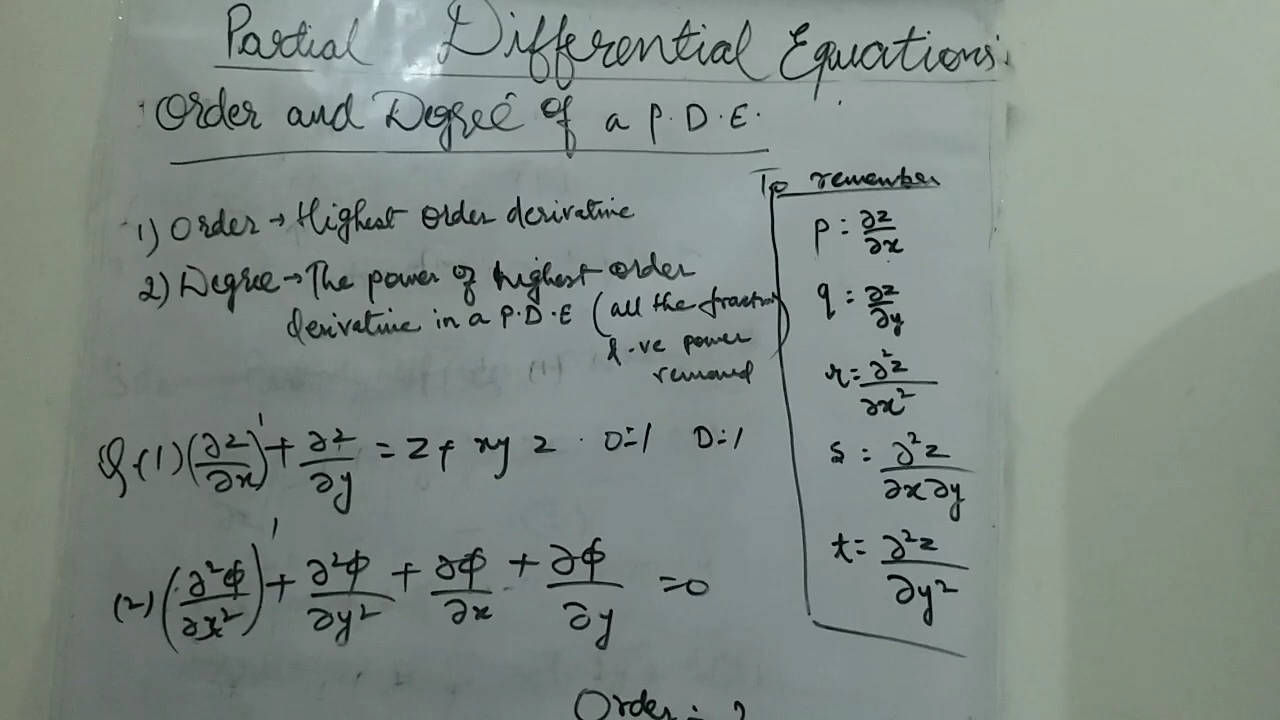 Partial Differential Equations:
Order and Degree of a P.D.E.
1) Order → Highest Order derivative
2) Degree → The power of highest order
derivative in a P.D.E (all the fraction
& -ve power
removed)
Eg. (1) (∂z/∂x)¹ + ∂z/∂y = z + xy z · O=1 D=1
(2) (∂²φ/∂x²)¹ + ∂²φ/∂y² + ∂φ/∂x + ∂φ/∂y = 0
Order =
To remember
p : ∂z/∂x
q : ∂z/∂y
r = ∂²z/∂x²
s : ∂²z/∂x∂y
t = ∂²z/∂y²